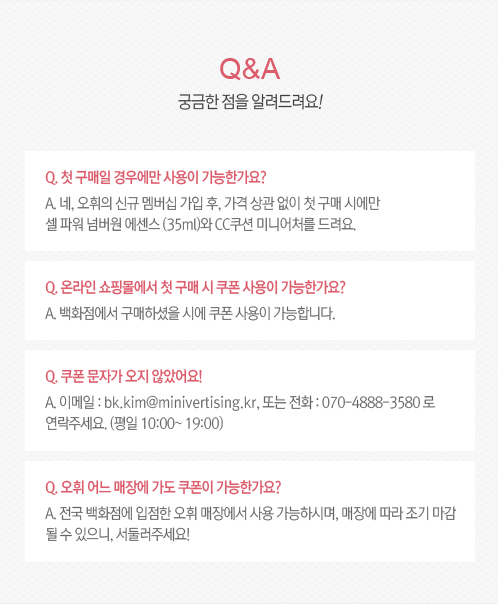 Q&A
궁금한 점을 알려드려요!
Q. 첫 구매일 경우에만 사용이 가능한가요?
A. 네, 오휘의 신규 멤버십 가입 후, 가격 상관 없이 첫 구매 시에만
셀 파워 넘버원 에센스 (35ml)와 CC쿠션 미니어처를 드려요.
Q. 온라인 쇼핑몰에서 첫 구매 시 쿠폰 사용이 가능한가요?
A. 백화점에서 구매하셨을 시에 쿠폰 사용이 가능합니다.
Q. 쿠폰 문자가 오지 않았어요!
A. 이메일 : bk.kim@minivertising.kr, 또는 전화 : 070-4888-3580 로
연락주세요. (평일 10:00~ 19:00)
Q. 오휘 어느 매장에 가도 쿠폰이 가능한가요?
A. 전국 백화점에 입점한 오휘 매장에서 사용 가능하시며, 매장에 따라 조기 마감
될 수 있으니, 서둘러주세요!